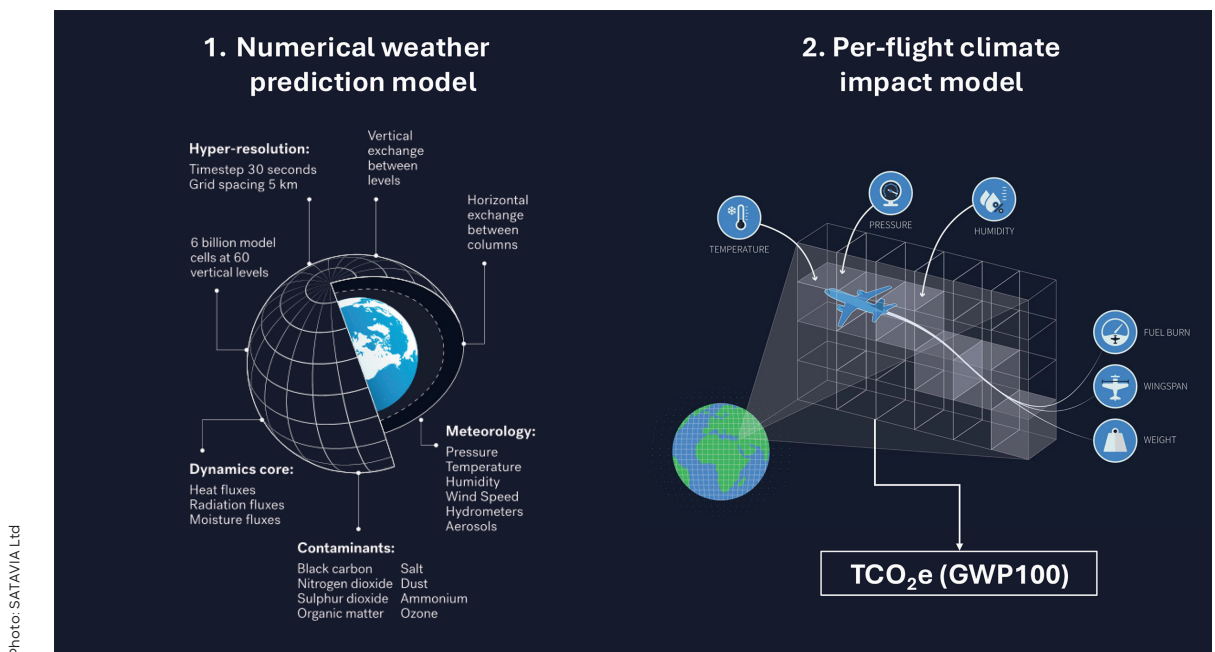 1. Numerical weather
prediction model
Hyper-resolution:
Timestep 30 seconds
Grid spacing 5 km
Vertical
exchange
between
levels
Horizontal
exchange
between
columns
6 billion model
cells at 60
vertical levels
Dynamics core:
Heat fluxes
Radiation fluxes
Moisture fluxes
Meteorology:
Pressure
Temperature
Humidity
Wind Speed
Hydrometers
Aerosols
Contaminants:
Black carbon Salt
Nitrogen dioxide Dust
Sulphur dioxide Ammonium
Organic matter Ozone
2. Per-flight climate
impact model
TEMPERATURE
PRESSURE
%
HUMIDITY
FUEL BURN
WINGSPAN
WEIGHT
TCO₂e (GWP100)
Photo: SATAVIA Ltd